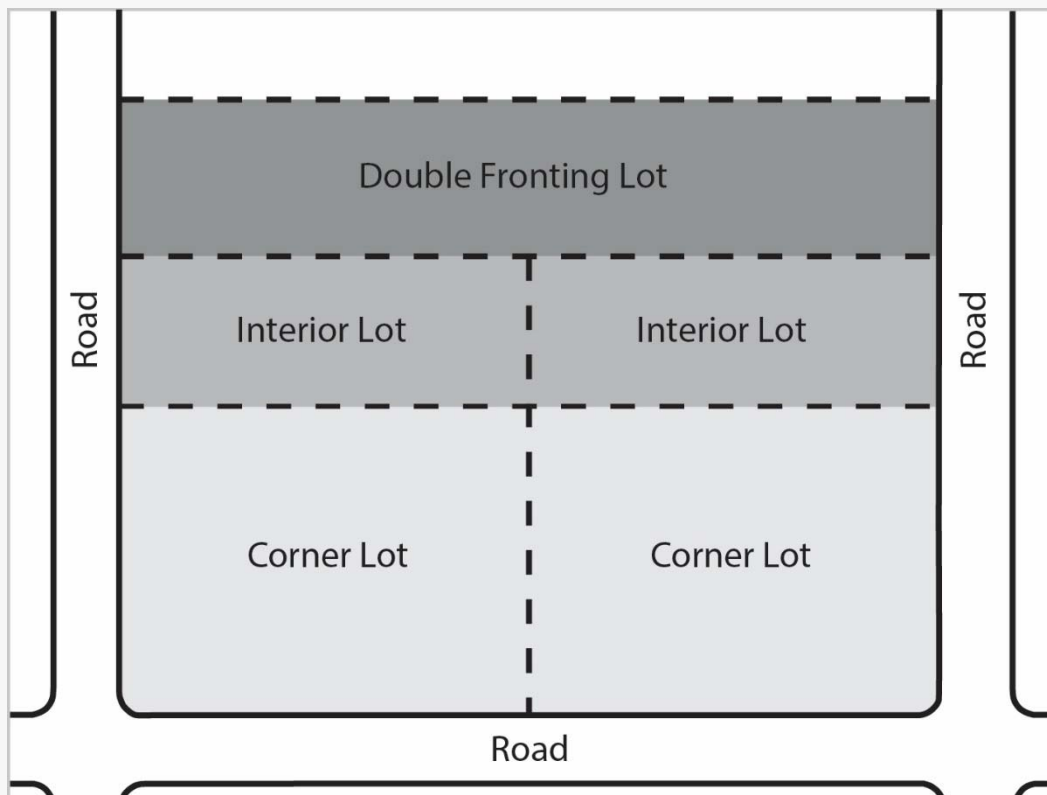 Double Fronting Lot
Road
Interior Lot
Interior Lot
Road
Corner Lot
Corner Lot
Road